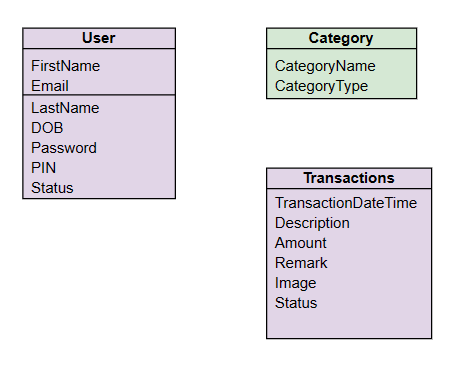 User
FirstName
Email
LastName
DOB
Password
PIN
Status
Category
CategoryName
CategoryType
Transactions
TransactionDateTime
Description
Amount
Remark
Image
Status